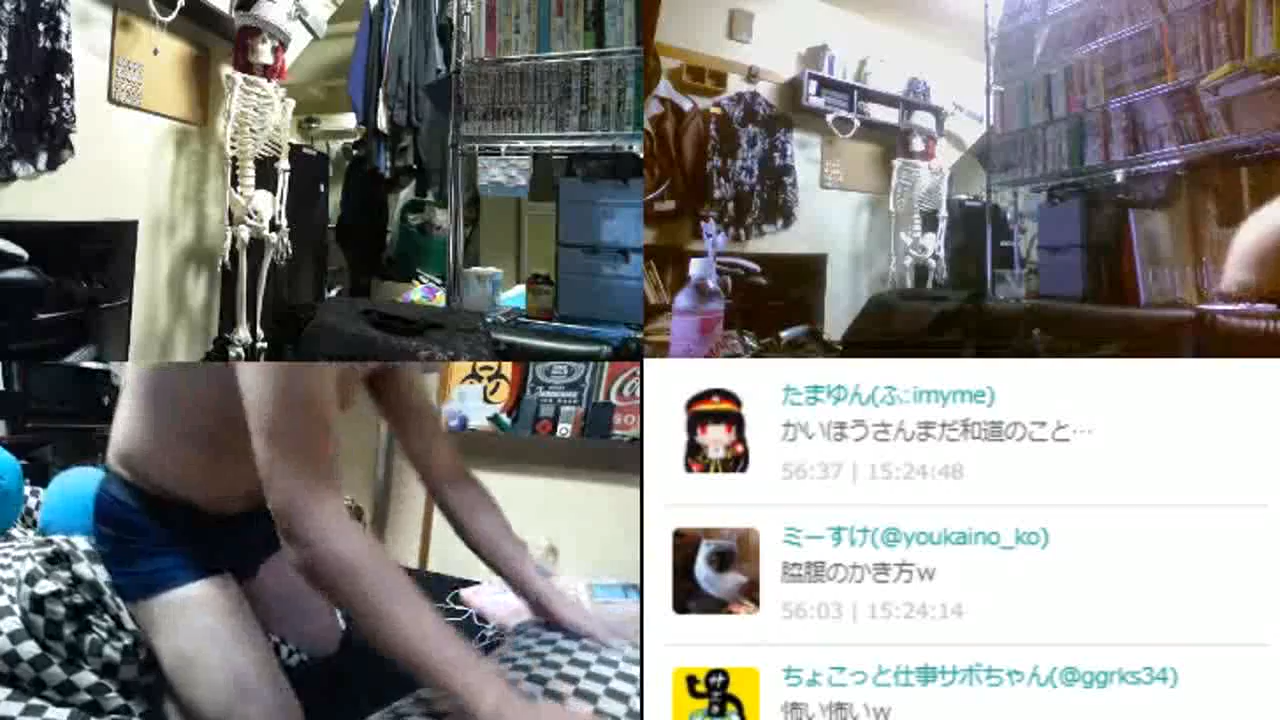 たまゆん(ふ:imyme)
かいほうさんまだ和道のこと…
56:37 | 15:24:48
ミーすけ(@youkaino_ko)
脇腹のかき方w
56:03 | 15:24:14
ちょこっと仕事サボちゃん(@ggrks34)
怖い怖いw